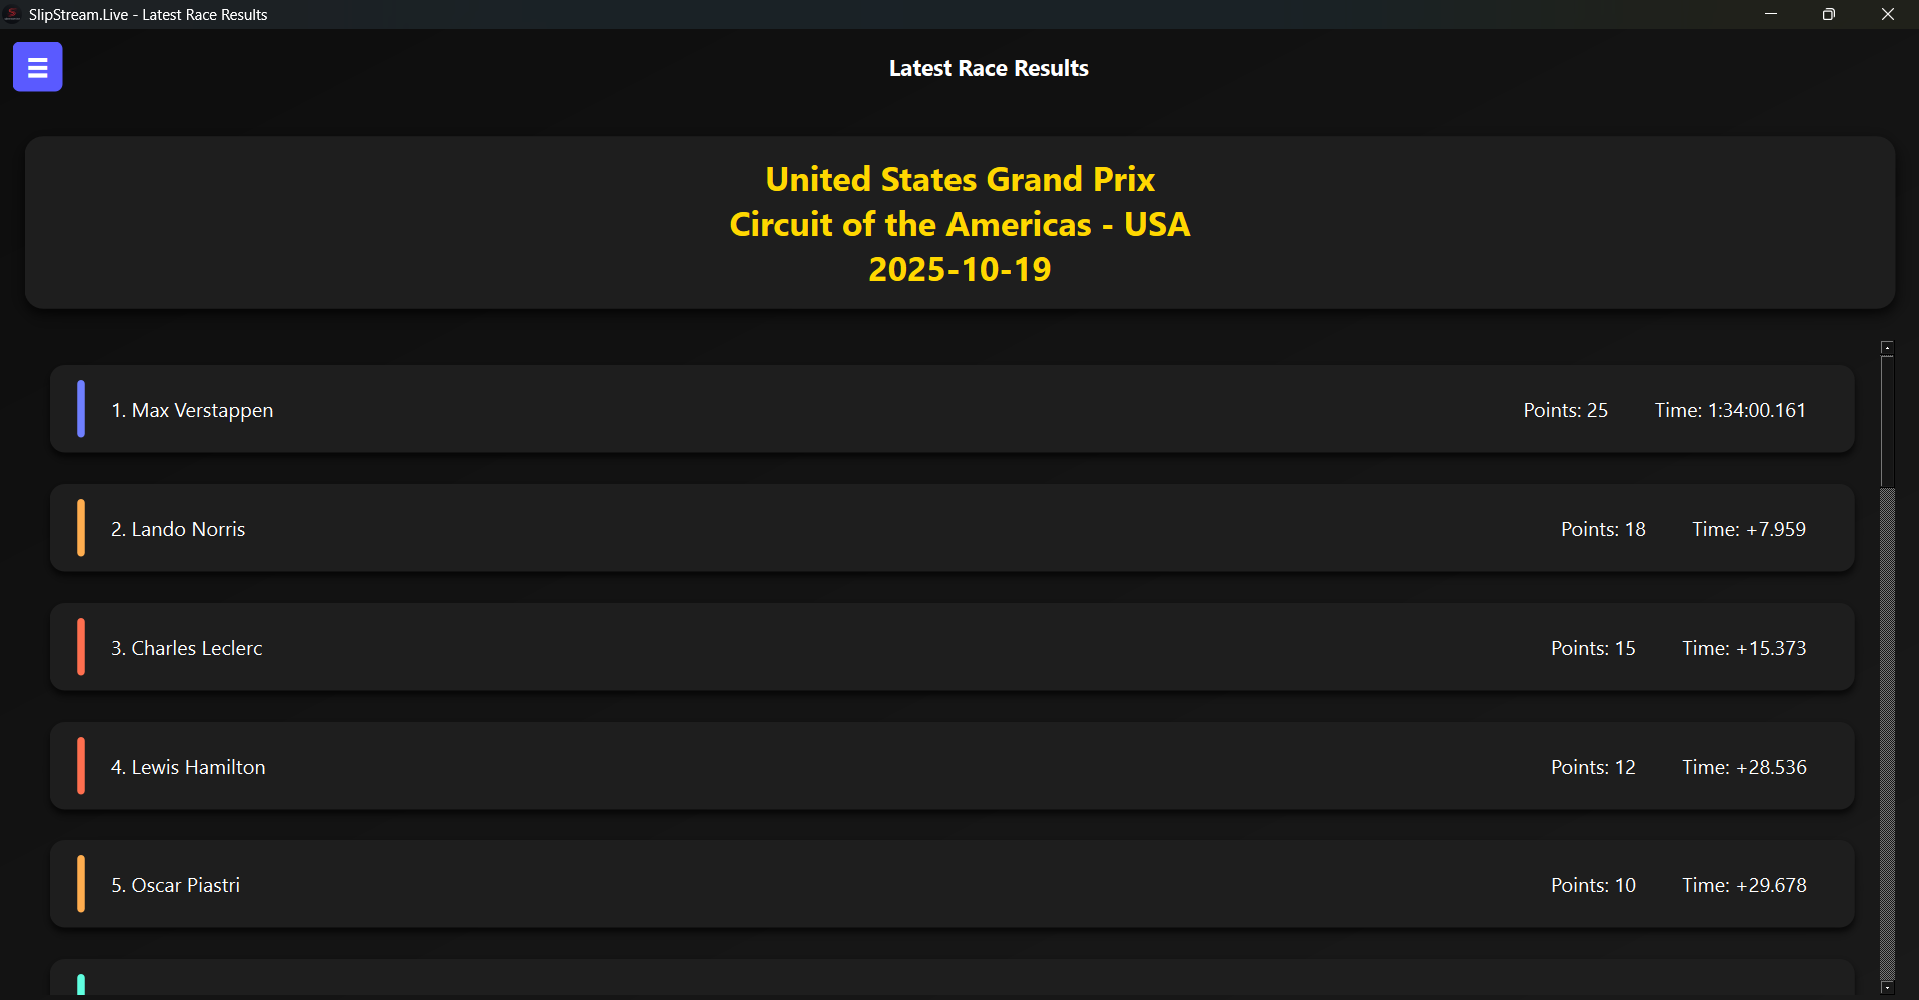 SlipStream.Live - Latest Race Results
Latest Race Results
United States Grand Prix
Circuit of the Americas - USA
2025-10-19
1. Max Verstappen Points: 25 Time: 1:34:00.161
2. Lando Norris Points: 18 Time: +7.959
3. Charles Leclerc Points: 15 Time: +15.373
4. Lewis Hamilton Points: 12 Time: +28.536
5. Oscar Piastri Points: 10 Time: +29.678